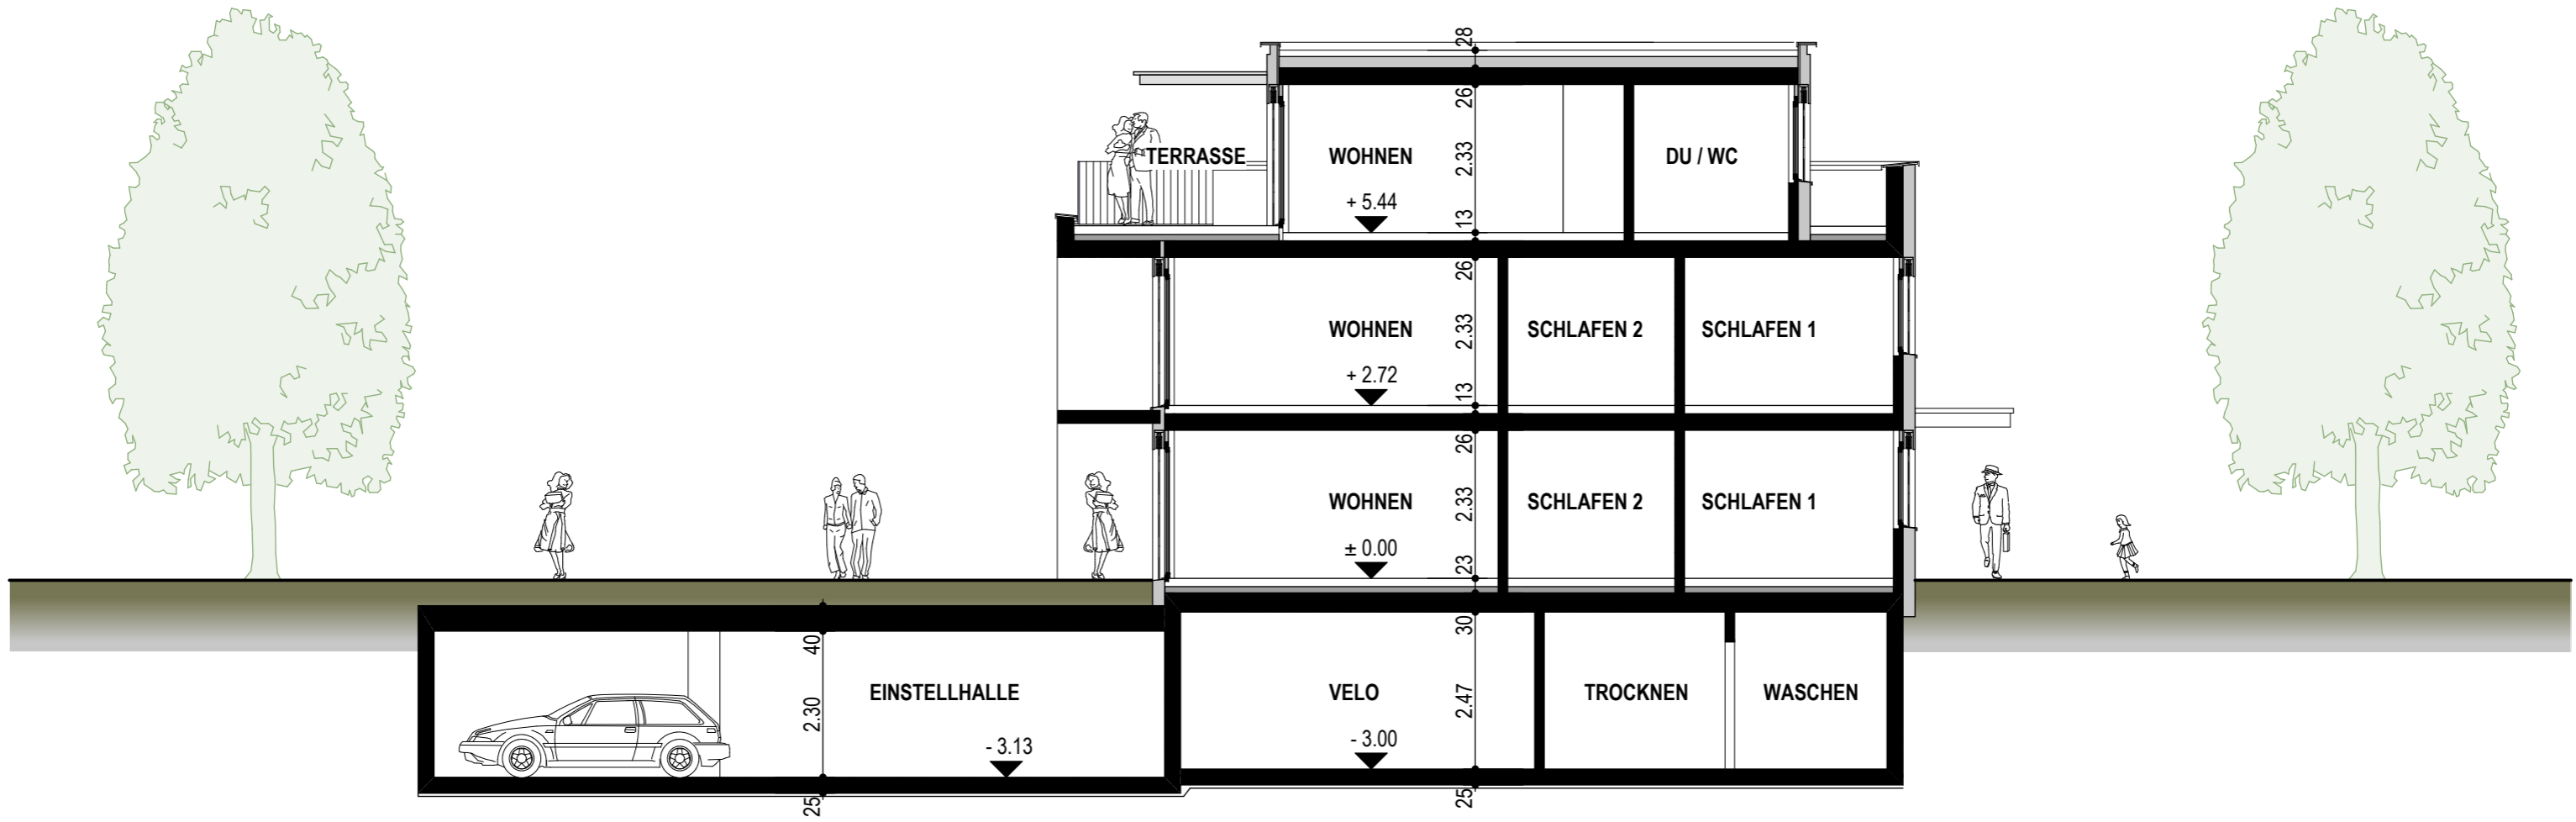 28
26
TERRASSE
WOHNEN
2.33
DU / WC
+ 5.44
13
26
WOHNEN
2.33
SCHLAFEN 2
SCHLAFEN 1
+ 2.72
13
26
WOHNEN
2.33
SCHLAFEN 2
SCHLAFEN 1
± 0.00
23
40
30
EINSTELLHALLE
2.30
VELO
2.47
TROCKNEN
WASCHEN
- 3.13
- 3.00
25
25